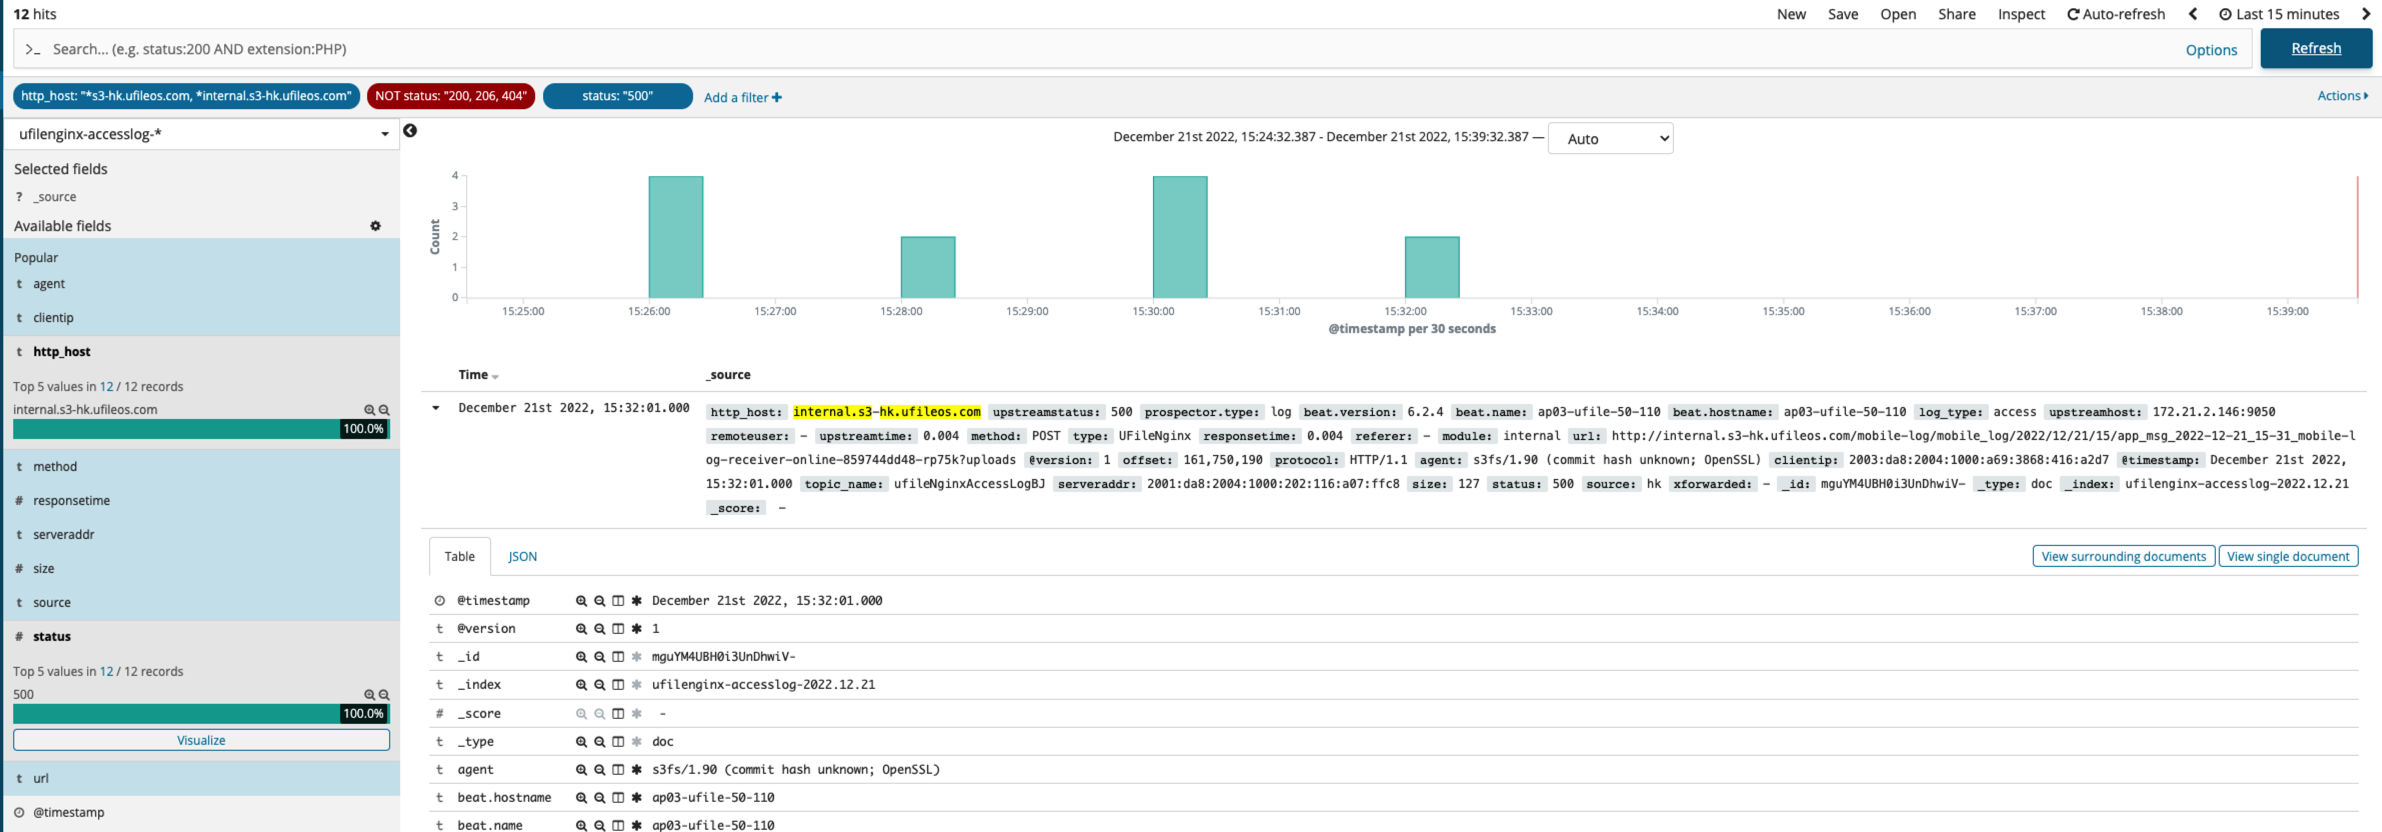 12 hits
New Save Open Share Inspect Auto-refresh Last 15 minutes
>_ Search... (e.g. status:200 AND extension:PHP) Options Refresh
http_host: "*s3-hk.ufileos.com, *internal.s3-hk.ufileos.com" NOT status: "200, 206, 404" status: "500" Add a filter +
Actions
ufilenginx-accesslog-*
December 21st 2022, 15:24:32.387 - December 21st 2022, 15:39:32.387 — Auto
Selected fields
? _source
Available fields
Popular
t agent
t clientip
t http_host
Top 5 values in 12 / 12 records
internal.s3-hk.ufileos.com
100.0%
t method
# responsetime
t serveraddr
# size
t source
# status
Top 5 values in 12 / 12 records
500
100.0%
Visualize
t url
@timestamp
Count
4
3
2
1
0
15:25:00 15:26:00 15:27:00 15:28:00 15:29:00 15:30:00 15:31:00 15:32:00 15:33:00 15:34:00 15:35:00 15:36:00 15:37:00 15:38:00 15:39:00
@timestamp per 30 seconds
Time _source
December 21st 2022, 15:32:01.000
http_host: internal.s3-hk.ufileos.com upstreamstatus: 500 prospector.type: log beat.version: 6.2.4 beat.name: ap03-ufile-50-110 beat.hostname: ap03-ufile-50-110 log_type: access upstreamhost: 172.21.2.146:9050
remoteuser: - upstreamtime: 0.004 method: POST type: UFileNginx responsetime: 0.004 referer: - module: internal url: http://internal.s3-hk.ufileos.com/mobile-log/mobile_log/2022/12/21/15/app_msg_2022-12-21_15-31_mobile-l
og-receiver-online-859744dd48-rp75k?uploads @version: 1 offset: 161,750,190 protocol: HTTP/1.1 agent: s3fs/1.90 (commit hash unknown; OpenSSL) clientip: 2003:da8:2004:1000:a69:3868:416:a2d7 @timestamp: December 21st 2022,
15:32:01.000 topic_name: ufileNginxAccessLogBJ serveraddr: 2001:da8:2004:1000:202:116:a07:ffc8 size: 127 status: 500 source: hk xforwarded: - _id: mguYM4UBH0i3UnDhwiV- _type: doc _index: ufilenginx-accesslog-2022.12.21
_score: -
Table JSON View surrounding documents View single document
@timestamp December 21st 2022, 15:32:01.000
t @version 1
t _id mguYM4UBH0i3UnDhwiV-
t _index ufilenginx-accesslog-2022.12.21
# _score -
t _type doc
t agent s3fs/1.90 (commit hash unknown; OpenSSL)
t beat.hostname ap03-ufile-50-110
t beat.name ap03-ufile-50-110